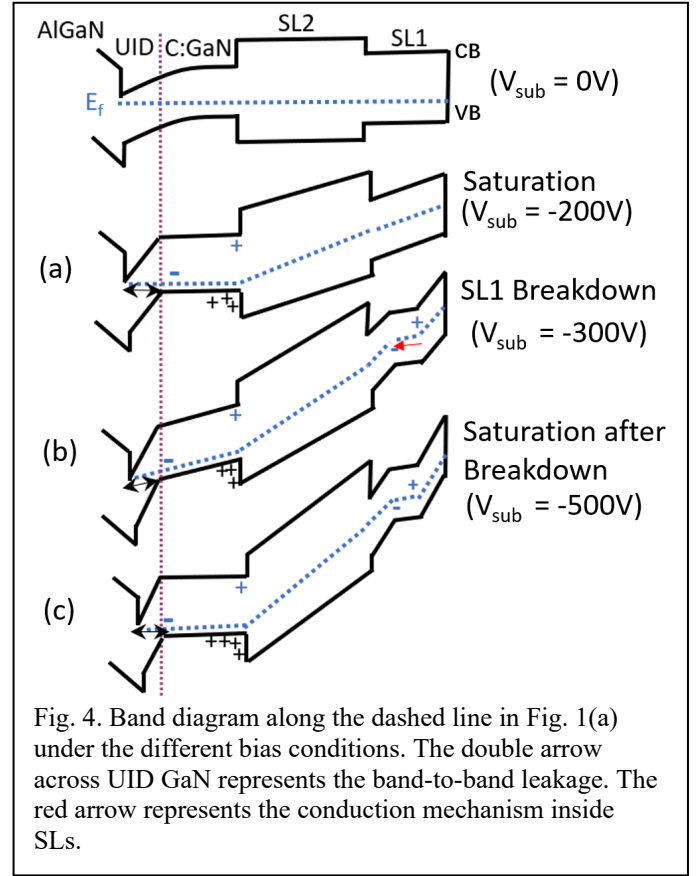 AlGaN
UID C:GaN SL2 SL1
CB
(Vsub = 0V)
Ef
VB
+
-
+++
(a)
Saturation
(Vsub = -200V)
+
-
+++
+
-
(b)
SL1 Breakdown
(Vsub = -300V)
+
-
++++
+
-
(c)
Saturation after
Breakdown
(Vsub = -500V)
Fig. 4. Band diagram along the dashed line in Fig. 1(a)
under the different bias conditions. The double arrow
across UID GaN represents the band-to-band leakage. The
red arrow represents the conduction mechanism inside
SLs.